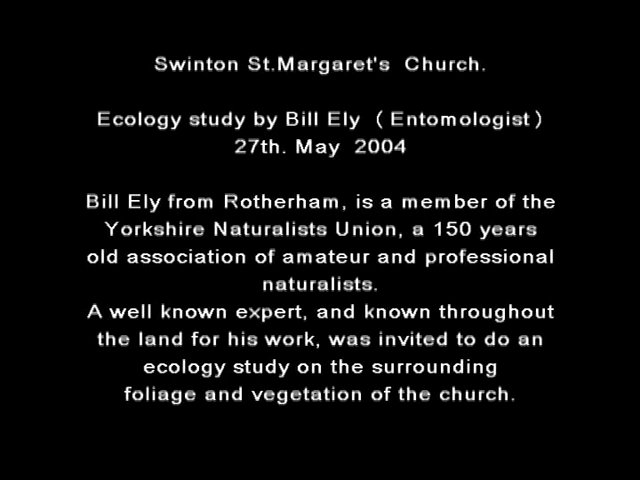 Swinton St.Margaret's Church.
Ecology study by Bill Ely ( Entomologist )
27th. May 2004
Bill Ely from Rotherham, is a member of the
Yorkshire Naturalists Union, a 150 years
old association of amateur and professional
naturalists.
A well known expert, and known throughout
the land for his work, was invited to do an
ecology study on the surrounding
foliage and vegetation of the church.